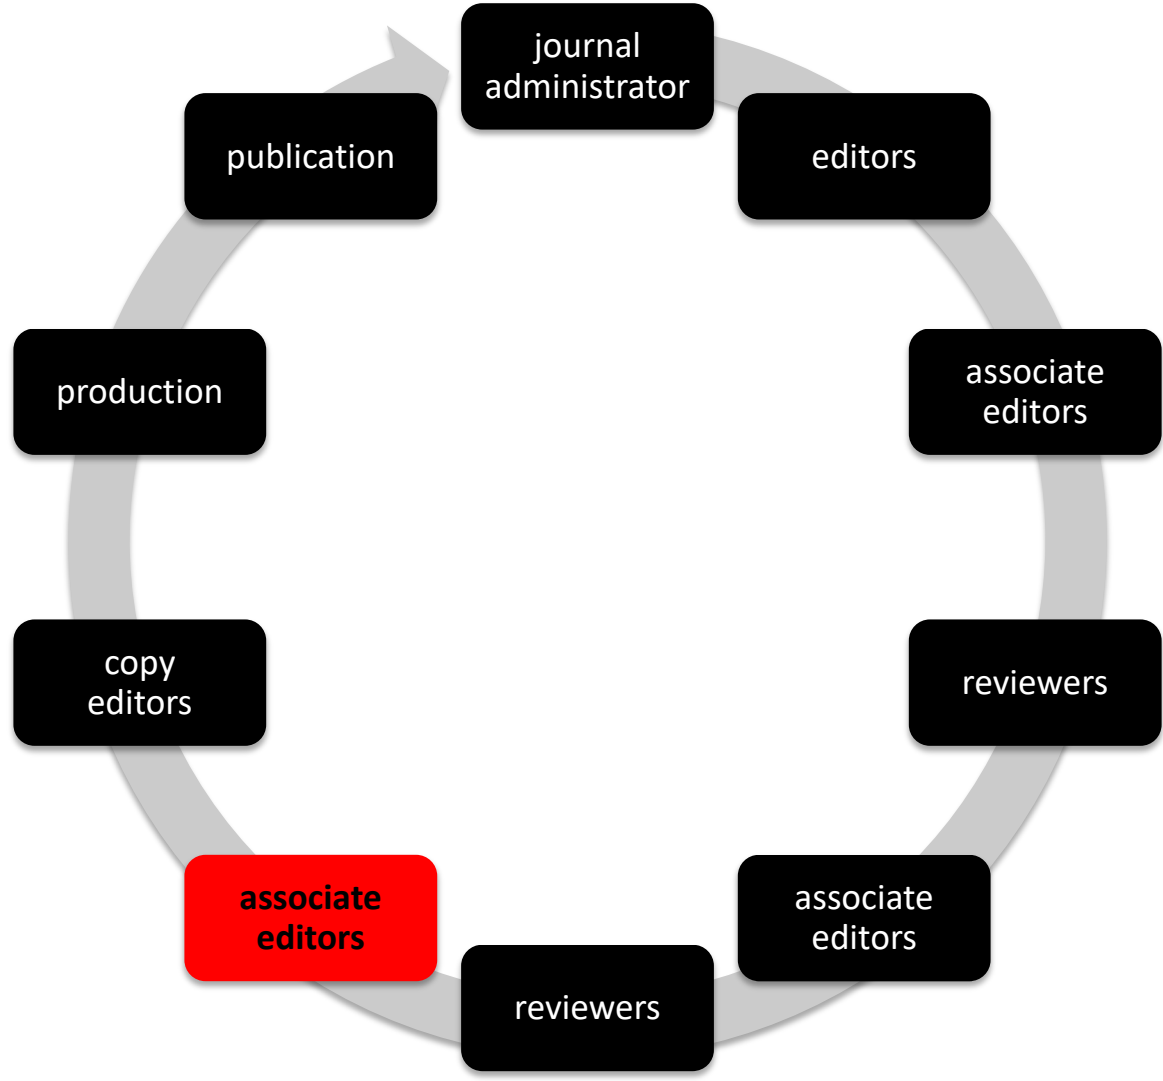 journal
administrator
editors
associate
editors
reviewers
associate
editors
reviewers
associate
editors
copy
editors
production
publication